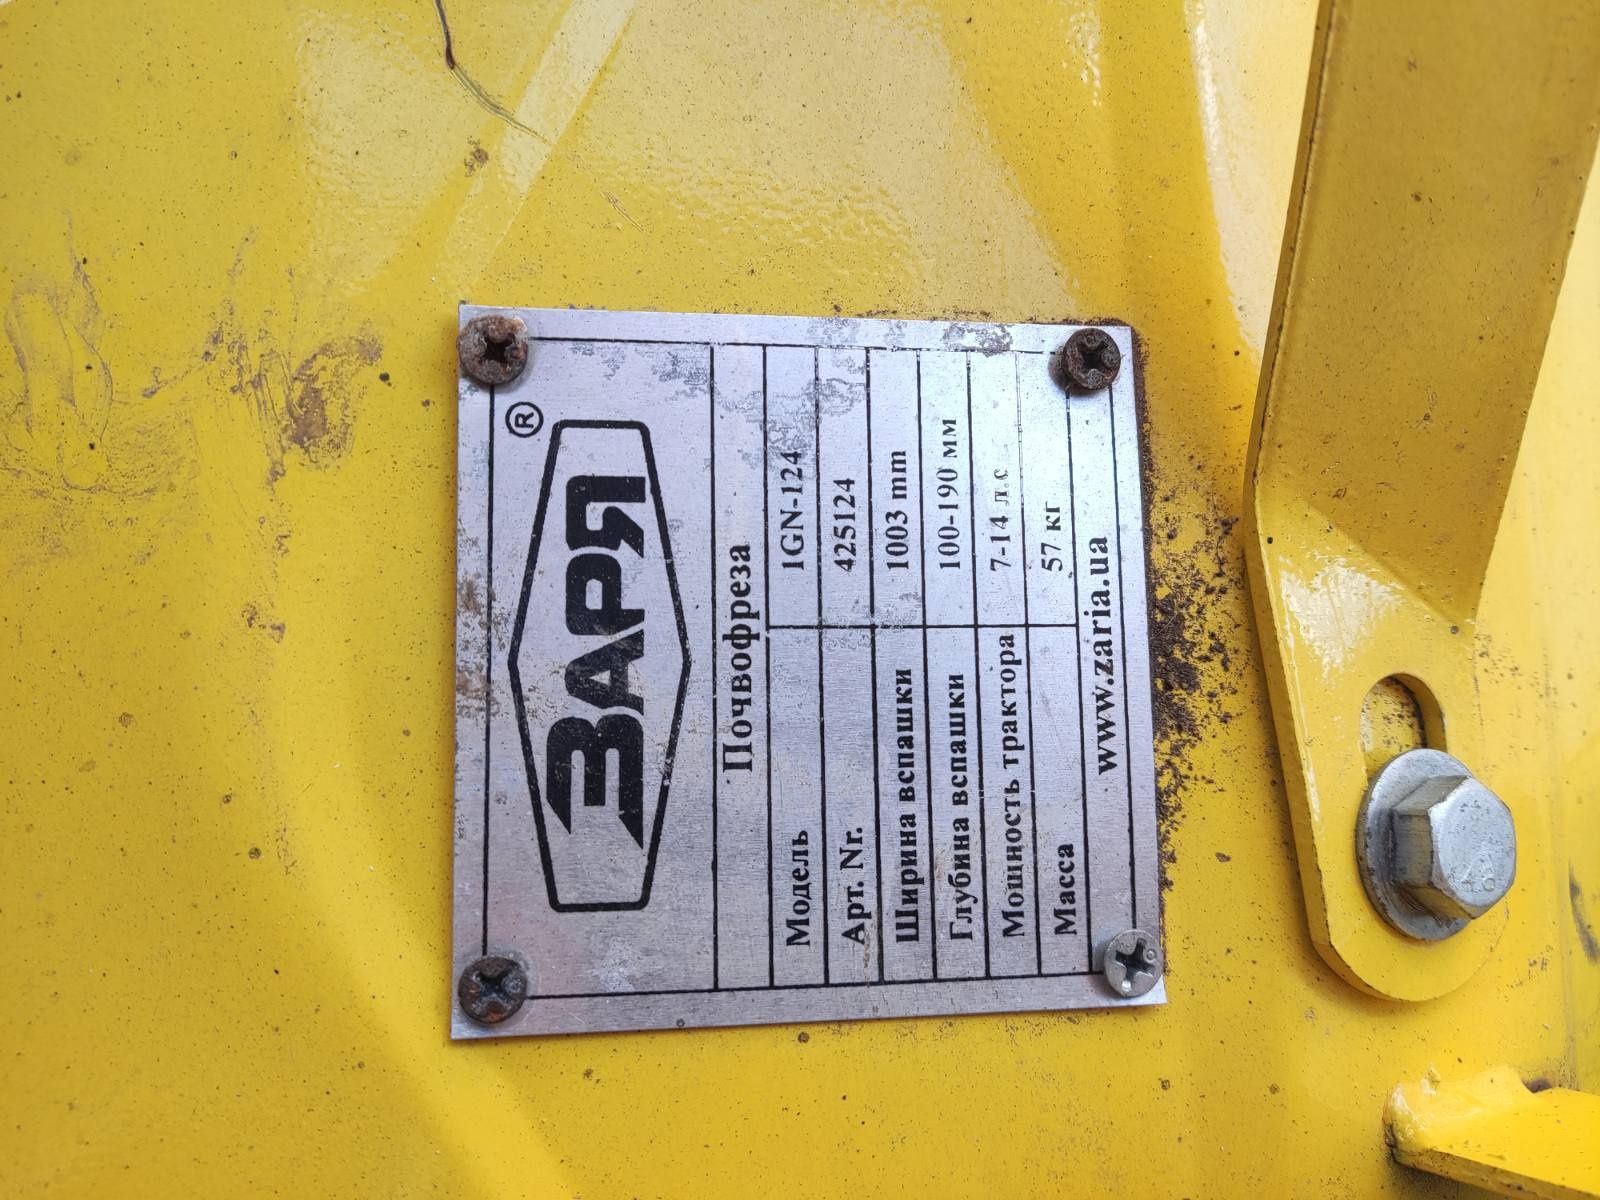 ЗАРЯ ®
Почвофреза
Модель 1GN-124
Арт. Nr. 425124
Ширина вспашки 1003 mm
Глубина вспашки 100-190 мм
Мошность трактора 7-14 л.с
Масса 57 кг
www.zaria.ua